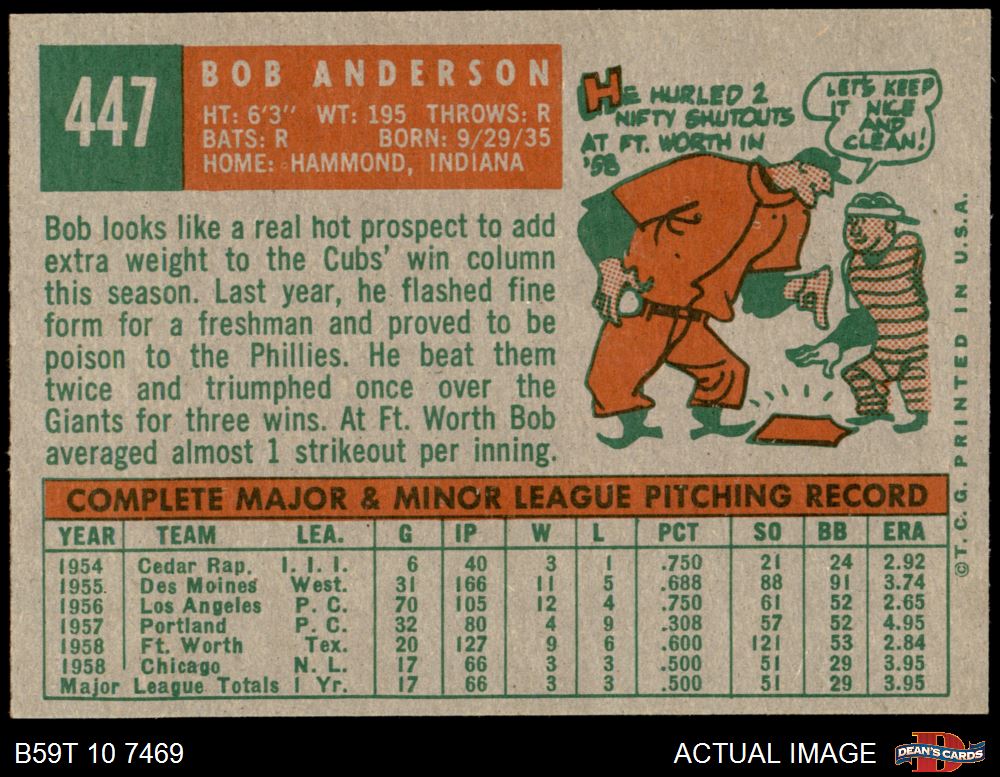 447
BOB ANDERSON
HT: 6'3" WT: 195 THROWS: R
BATS: R BORN: 9/29/35
HOME: HAMMOND, INDIANA
HE HURLED 2
NIFTY SHUTOUTS
AT FT. WORTH IN
'58
LET'S KEEP
IT NICE
AND
CLEAN!
Bob looks like a real hot prospect to add
extra weight to the Cubs' win column
this season. Last year, he flashed fine
form for a freshman and proved to be
poison to the Phillies. He beat them
twice and triumphed once over the
Giants for three wins. At Ft. Worth Bob
averaged almost 1 strikeout per inning.
COMPLETE MAJOR & MINOR LEAGUE PITCHING RECORD
YEAR TEAM LEA. G IP W L PCT SO BB ERA
1954 Cedar Rap. I. I. I. 6 40 3 1 .750 21 24 2.92
1955 Des Moines West. 31 166 11 5 .688 88 91 3.74
1956 Los Angeles P. C. 70 105 12 4 .750 61 52 2.65
1957 Portland P. C. 32 80 4 9 .308 57 52 4.95
1958 Ft. Worth Tex. 20 127 9 6 .600 121 53 2.84
1958 Chicago N. L. 17 66 3 3 .500 51 29 3.95
Major League Totals 1 Yr. 17 66 3 3 .500 51 29 3.95
©T. C. G. PRINTED IN U.S.A.
B59T 10 7469
ACTUAL IMAGE
DEAN'S CARDS